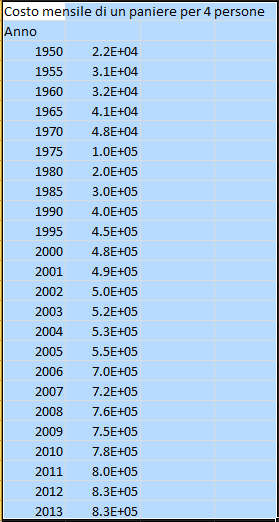 Costo mensile di un paniere per 4 persone
Anno
1950 2.2E+04
1955 3.1E+04
1960 3.2E+04
1965 4.1E+04
1970 4.8E+04
1975 1.0E+05
1980 2.0E+05
1985 3.0E+05
1990 4.0E+05
1995 4.5E+05
2000 4.8E+05
2001 4.9E+05
2002 5.0E+05
2003 5.2E+05
2004 5.3E+05
2005 5.5E+05
2006 7.0E+05
2007 7.2E+05
2008 7.6E+05
2009 7.5E+05
2010 7.8E+05
2011 8.0E+05
2012 8.3E+05
2013 8.3E+05